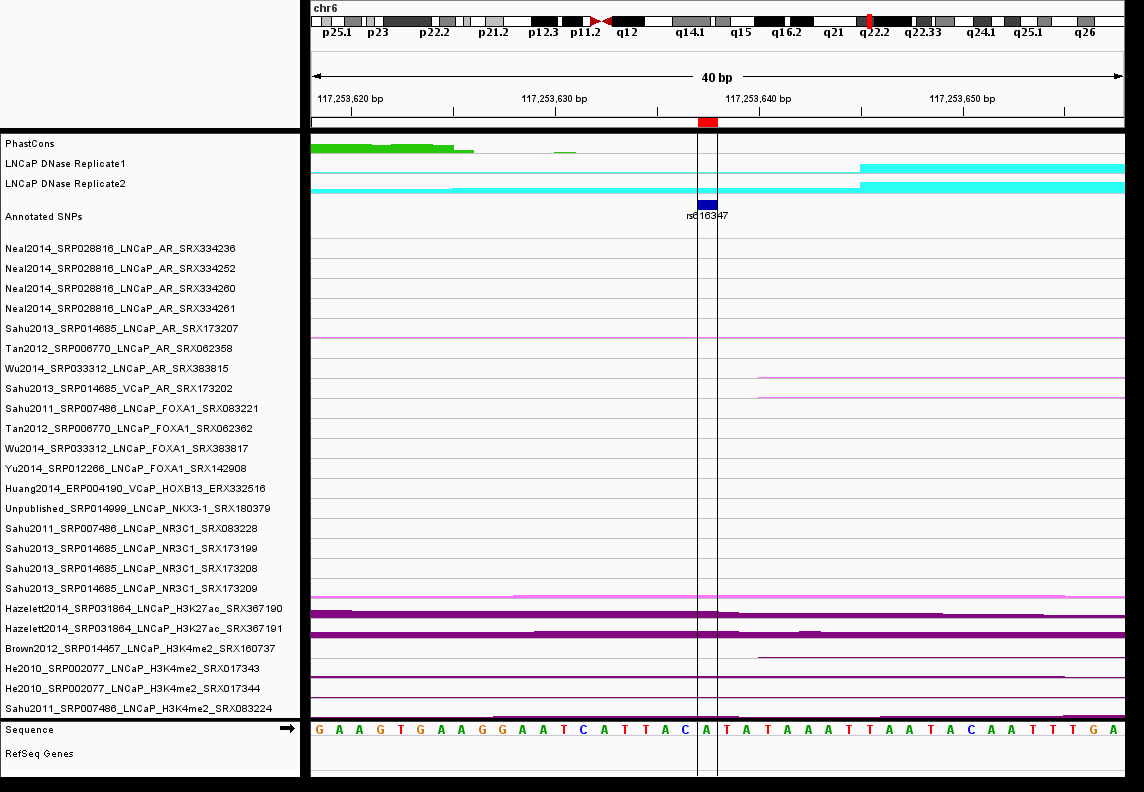 chr6
p25.1 p23 p22.2 p21.2 p12.3 p11.2 q12 q14.1 q15 q16.2 q21 q22.2 q22.33 q24.1 q25.1 q26
40 bp
117,253,620 bp 117,253,630 bp 117,253,640 bp 117,253,650 bp
PhastCons
LNCaP DNase Replicate1
LNCaP DNase Replicate2
Annotated SNPs
rs616347
Neal2014_SRP028816_LNCaP_AR_SRX334236
Neal2014_SRP028816_LNCaP_AR_SRX334252
Neal2014_SRP028816_LNCaP_AR_SRX334260
Neal2014_SRP028816_LNCaP_AR_SRX334261
Sahu2013_SRP014685_LNCaP_AR_SRX173207
Tan2012_SRP006770_LNCaP_AR_SRX062358
Wu2014_SRP033312_LNCaP_AR_SRX383815
Sahu2013_SRP014685_VCaP_AR_SRX173202
Sahu2011_SRP007486_LNCaP_FOXA1_SRX083221
Tan2012_SRP006770_LNCaP_FOXA1_SRX062362
Wu2014_SRP033312_LNCaP_FOXA1_SRX383817
Yu2014_SRP012266_LNCaP_FOXA1_SRX142908
Huang2014_ERP004190_VCaP_HOXB13_ERX332516
Unpublished_SRP014999_LNCaP_NKX3-1_SRX180379
Sahu2011_SRP007486_LNCaP_NR3C1_SRX083228
Sahu2013_SRP014685_LNCaP_NR3C1_SRX173199
Sahu2013_SRP014685_LNCaP_NR3C1_SRX173208
Sahu2013_SRP014685_LNCaP_NR3C1_SRX173209
Hazelett2014_SRP031864_LNCaP_H3K27ac_SRX367190
Hazelett2014_SRP031864_LNCaP_H3K27ac_SRX367191
Brown2012_SRP014457_LNCaP_H3K4me2_SRX160737
He2010_SRP002077_LNCaP_H3K4me2_SRX017343
He2010_SRP002077_LNCaP_H3K4me2_SRX017344
Sahu2011_SRP007486_LNCaP_H3K4me2_SRX083224
Sequence G A A G T G A A G G A A T C A T T A C A T A T A A A T T A A T A C A A T T T G A
RefSeq Genes